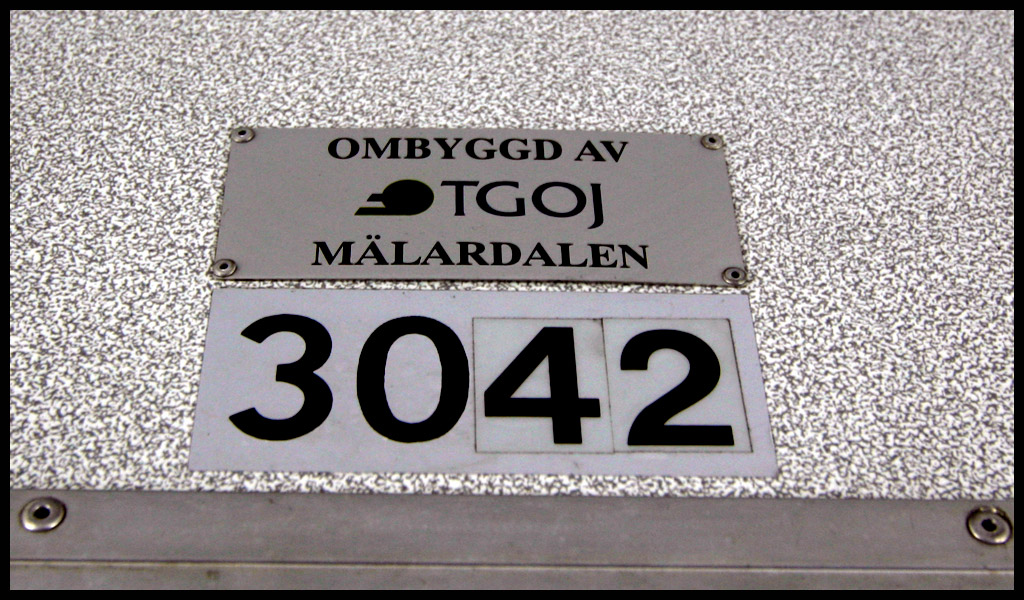 OMBYGGD AV
TGOJ
MÄLARDALEN
3042